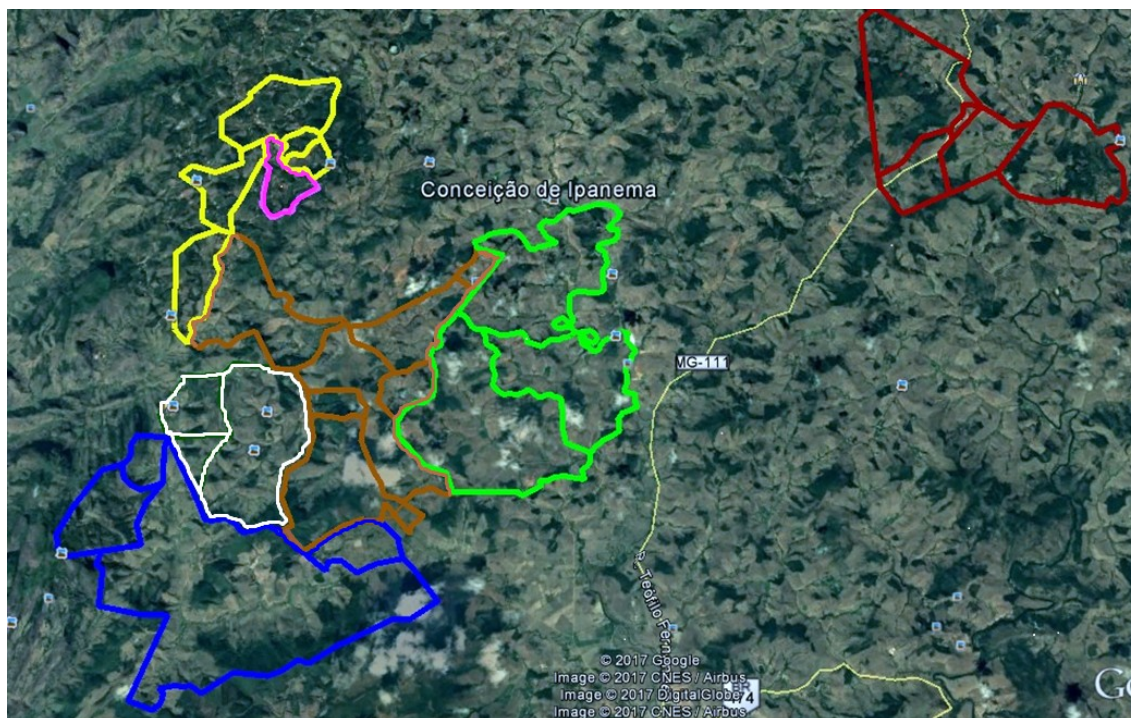 Conceição de Ipanema
MG-111
© 2017 Google
Image © 2017 CNES / Airbus
Image © 2017 DigitalGlobe
Image © 2017 CNES / Airbus